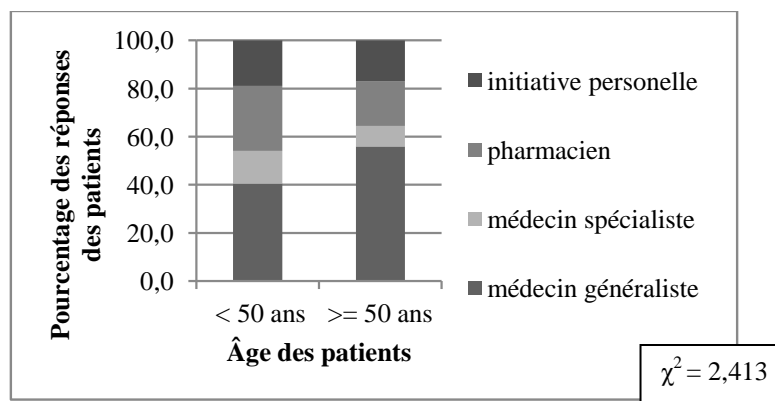 100,0
80,0
60,0
40,0
20,0
0,0
Pourcentage des réponses
des patients
< 50 ans >= 50 ans
Âge des patients
initiative personelle
pharmacien
médecin spécialiste
médecin généraliste
χ² = 2,413